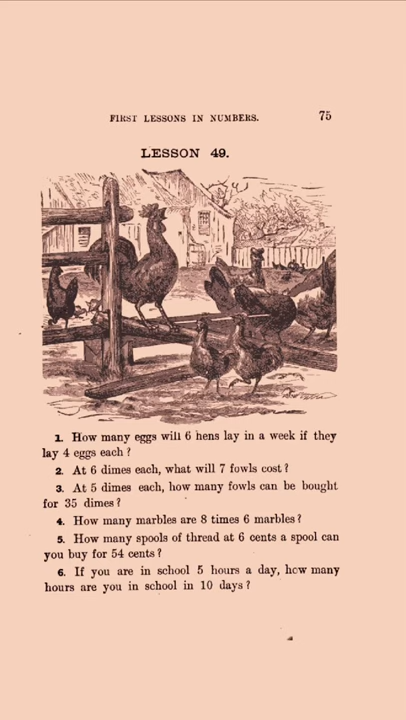 FIRST LESSONS IN NUMBERS. 75
LESSON 49.
1. How many eggs will 6 hens lay in a week if they
lay 4 eggs each?
2. At 6 dimes each, what will 7 fowls cost?
3. At 5 dimes each, how many fowls can be bought
for 35 dimes?
4. How many marbles are 8 times 6 marbles?
5. How many spools of thread at 6 cents a spool can
you buy for 54 cents?
6. If you are in school 5 hours a day, how many
hours are you in school in 10 days?